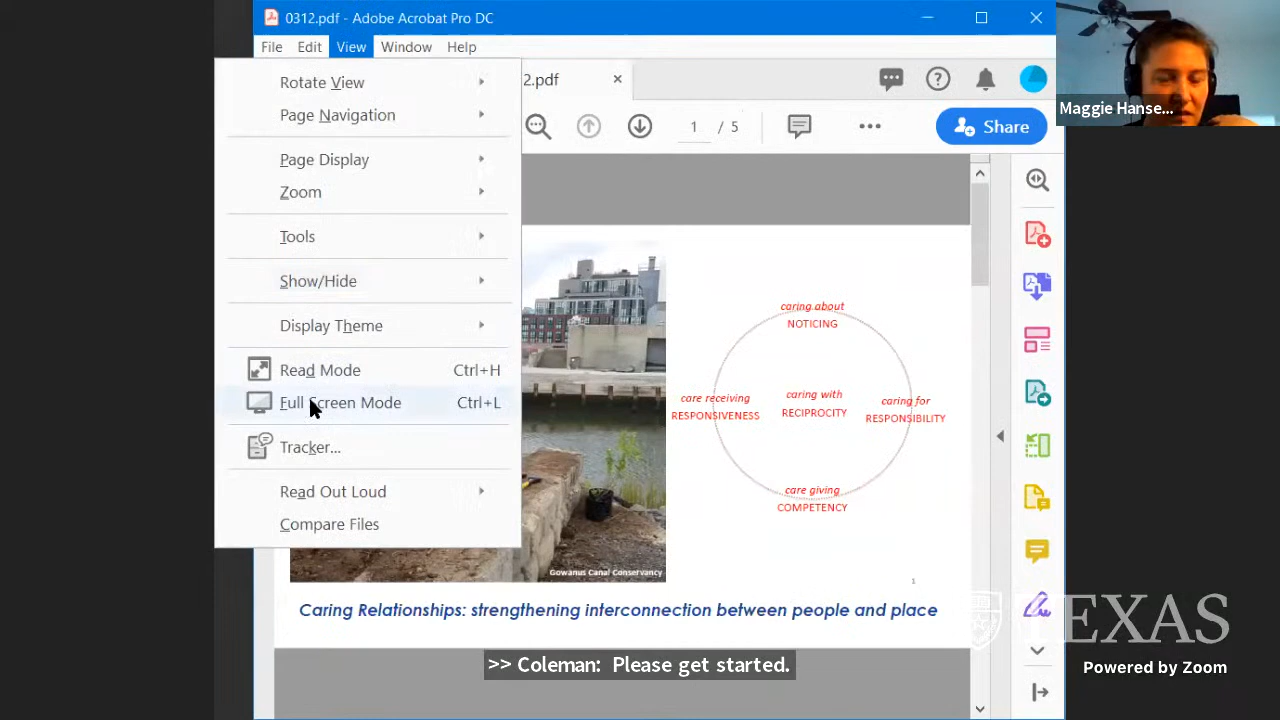 0312.pdf - Adobe Acrobat Pro DC
File Edit View Window Help
Rotate View
Page Navigation
Page Display
Zoom
Tools
Show/Hide
Display Theme
Read Mode Ctrl+H
Full Screen Mode Ctrl+L
Tracker...
Read Out Loud
Compare Files
2.pdf
1 / 5
Share
Maggie Hanse...
caring about
NOTICING
care receiving
RESPONSIVENESS
caring with
RECIPROCITY
caring for
RESPONSIBILITY
care giving
COMPETENCY
Gowanus Canal Conservancy
1
Caring Relationships: strengthening interconnection between people and place
TEXAS
Powered by Zoom
>> Coleman: Please get started.